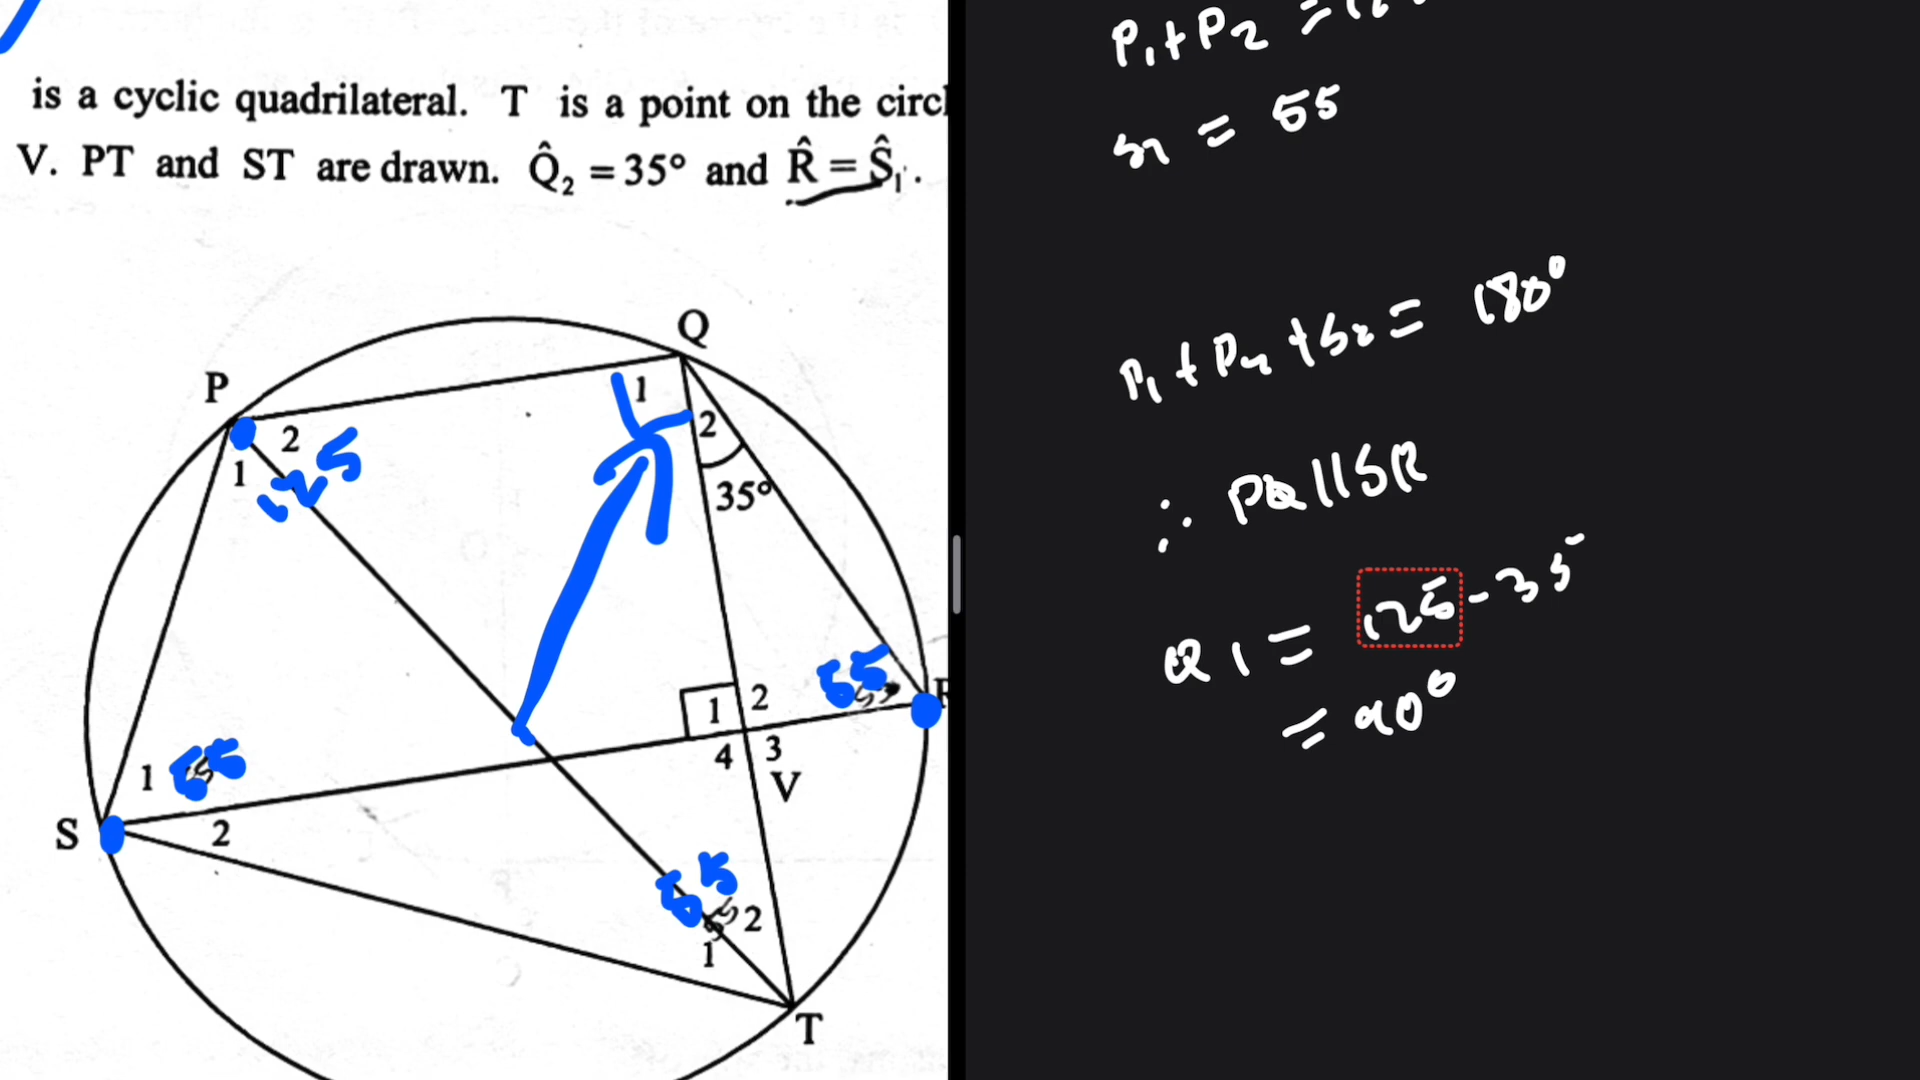 is a cyclic quadrilateral. T is a point on the circl
V. PT and ST are drawn. Q̂₂ = 35° and R̂ = Ŝ₁.
Q
P
1
2
2
1
125
35°
2
1
55
R
1
55
4
3
V
S
2
55
2
1
T
P₁+P₂ =
= 55
P₁ + P₂ + S₂ = 180°
∴ PQ||SR
Q1 = 125-35
= 90°